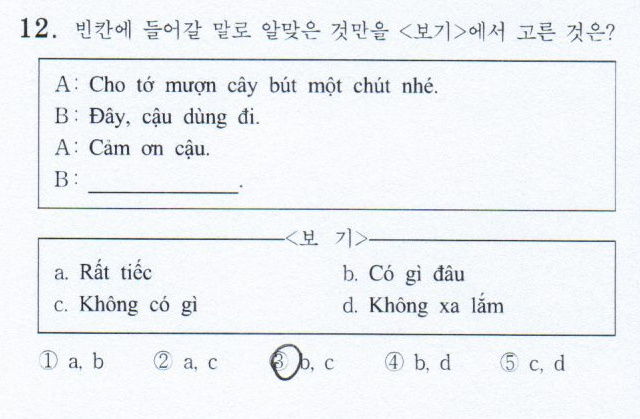 12. 빈칸에 들어갈 말로 알맞은 것만을 <보기>에서 고른 것은?
A: Cho tớ mượn cây bút một chút nhé.
B: Đây, cậu dùng đi.
A: Cảm ơn cậu.
B: ____________.
<보 기>
a. Rất tiếc b. Có gì đâu
c. Không có gì d. Không xa lắm
① a, b ② a, c ③ b, c ④ b, d ⑤ c, d